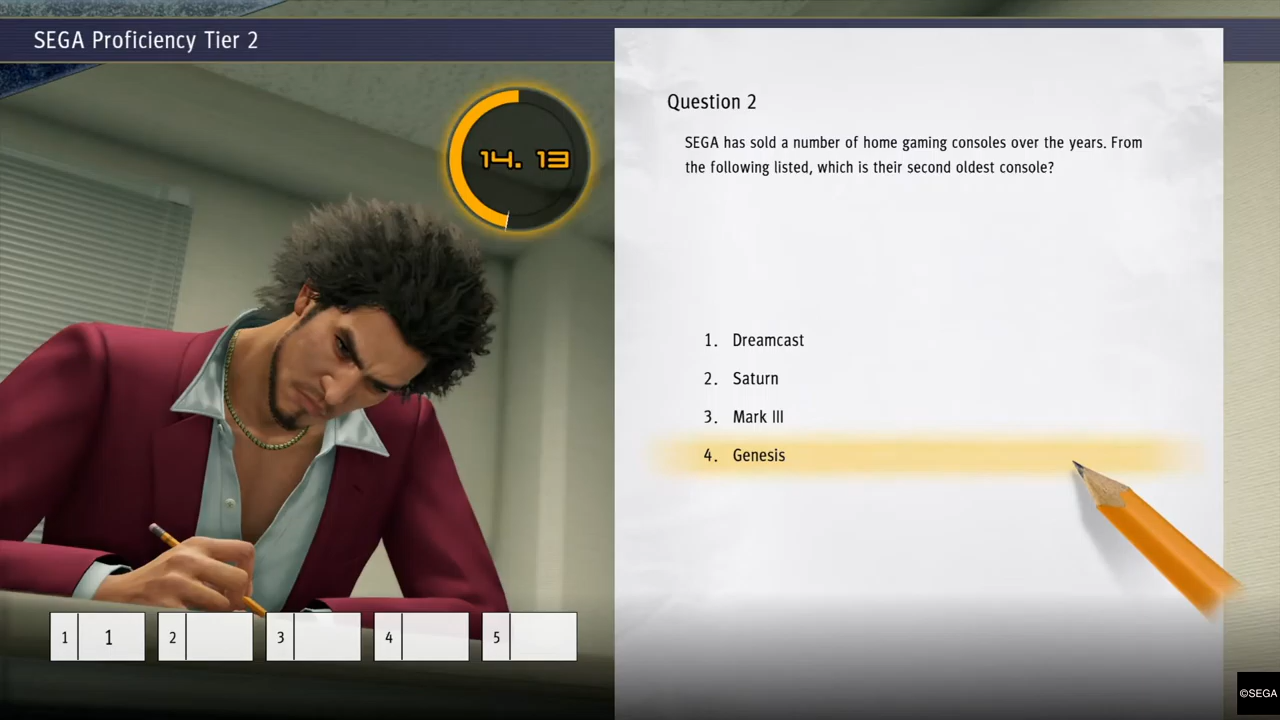 SEGA Proficiency Tier 2
14. 13
Question 2
SEGA has sold a number of home gaming consoles over the years. From
the following listed, which is their second oldest console?
1. Dreamcast
2. Saturn
3. Mark III
4. Genesis
1 1 2 3 4 5
©SEGA